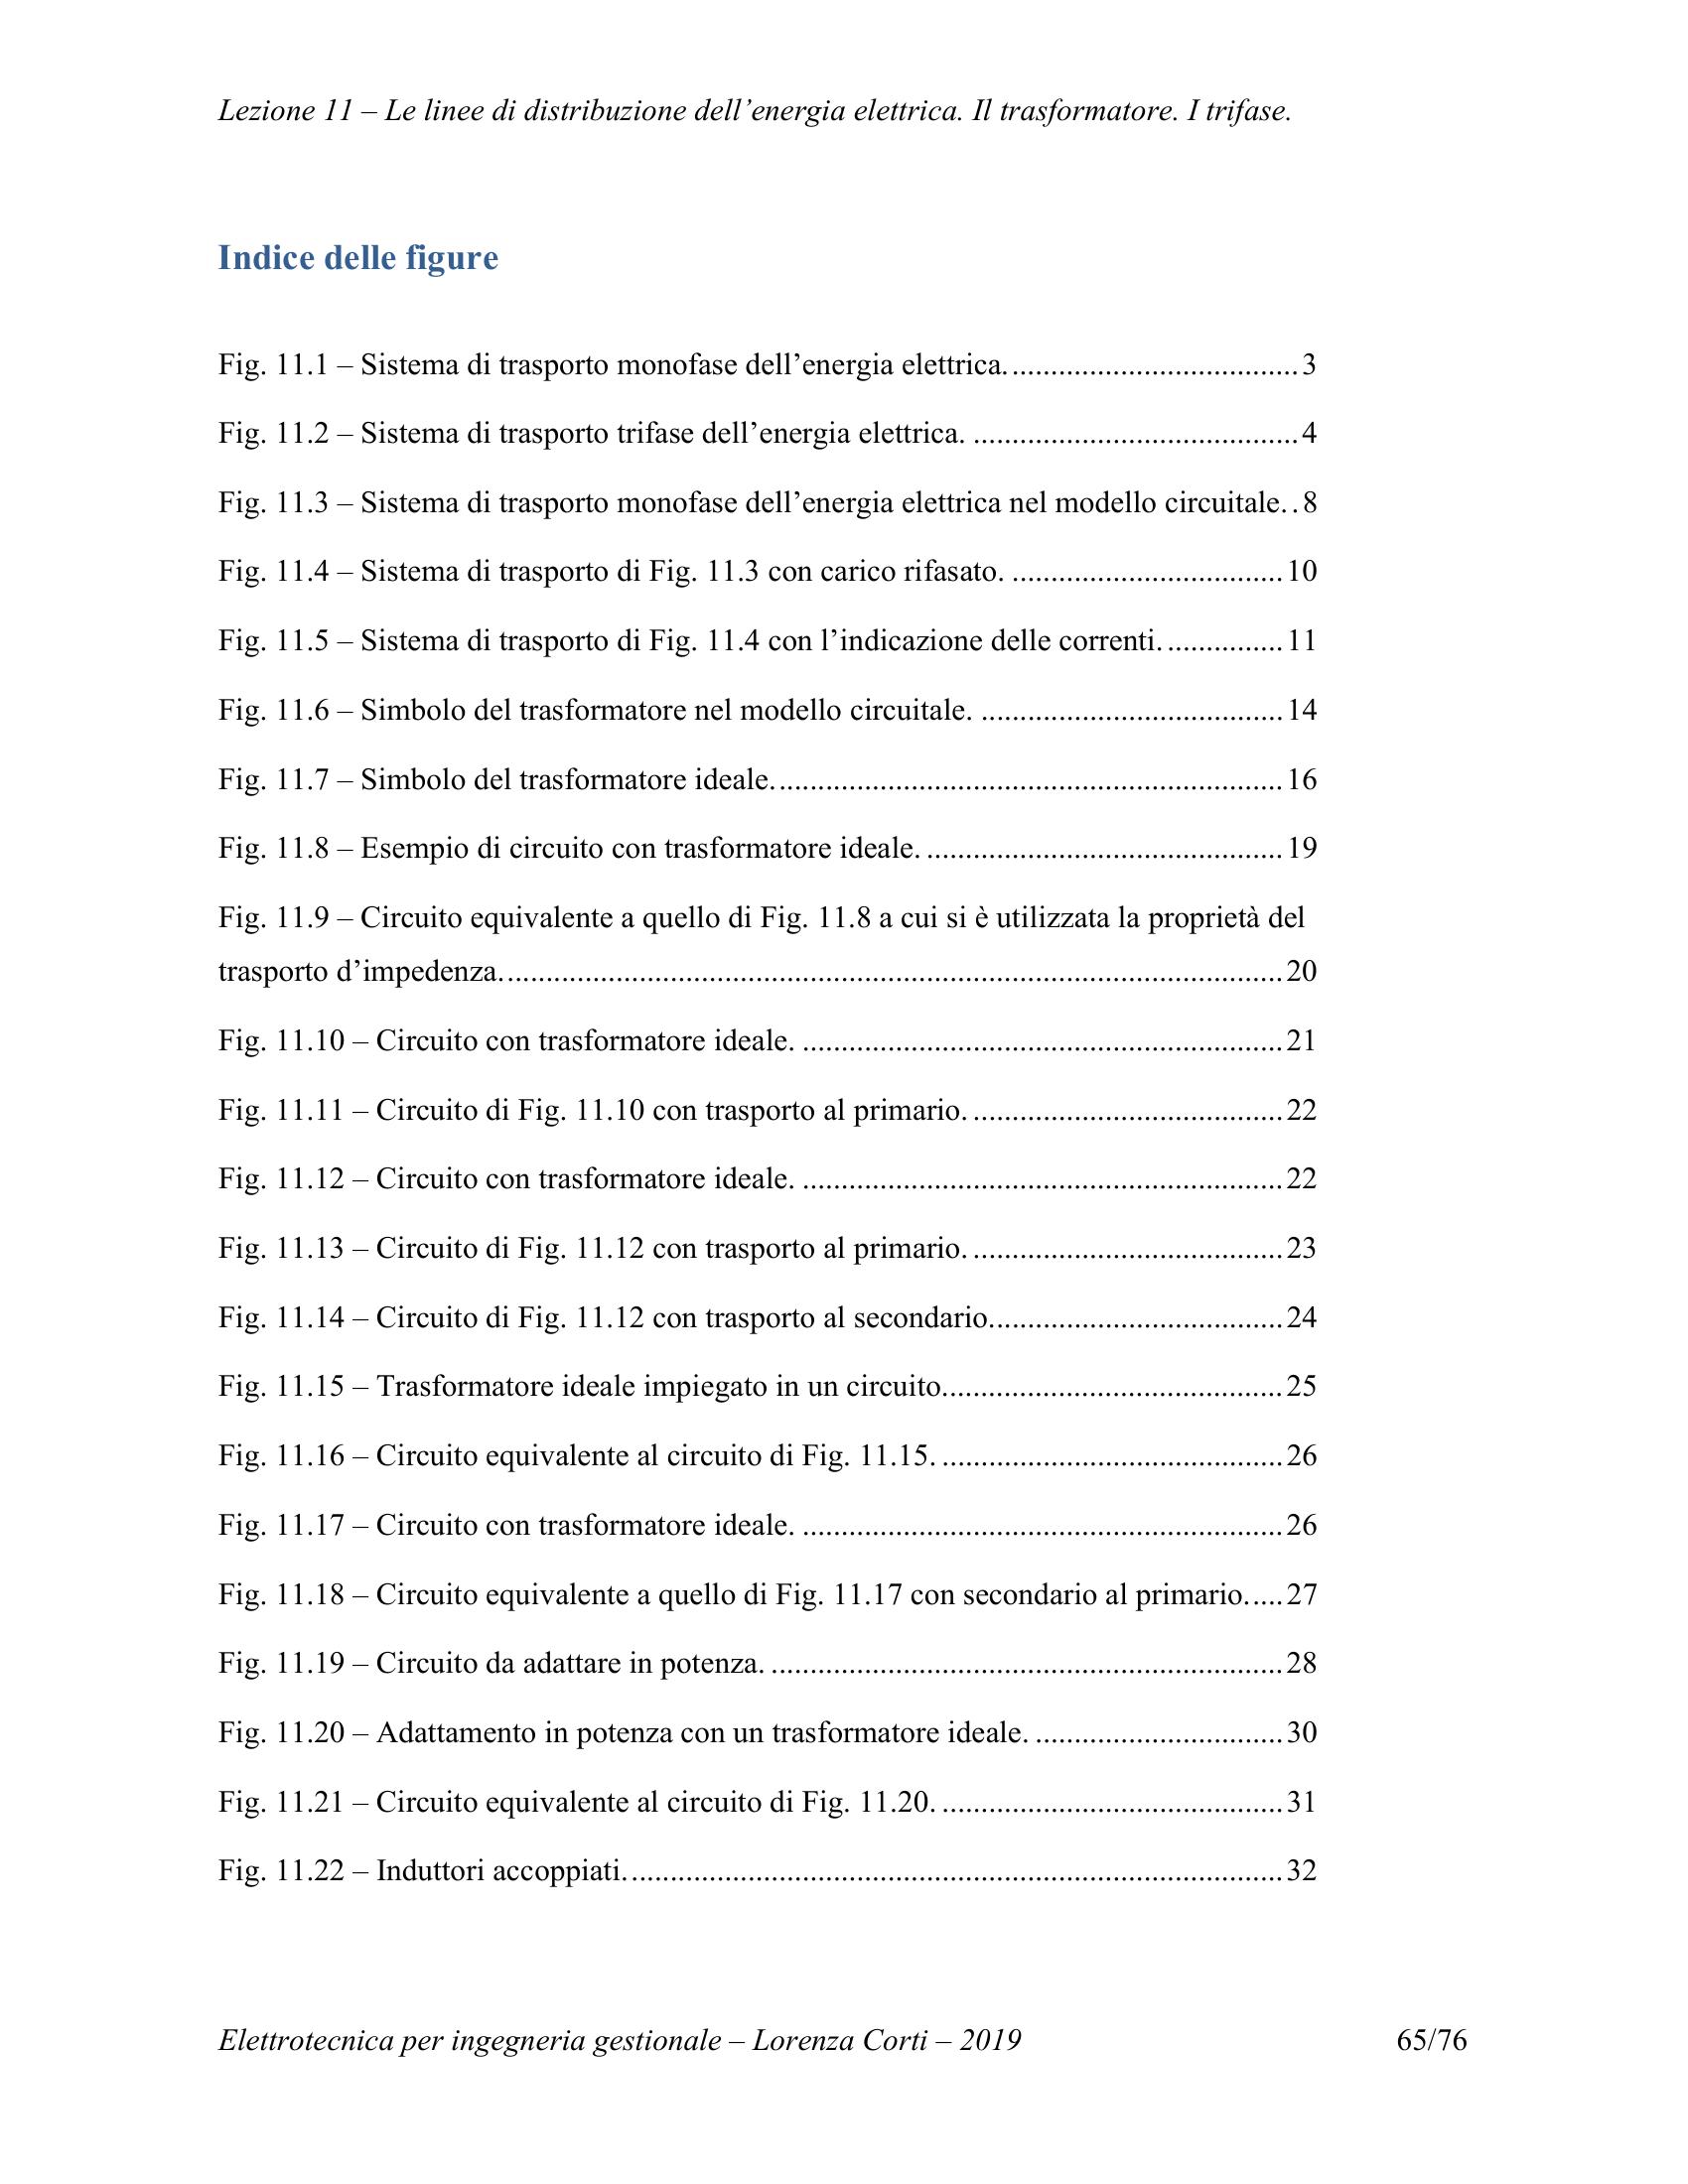 Lezione 11 – Le linee di distribuzione dell’energia elettrica. Il trasformatore. I trifase.
Indice delle figure
Fig. 11.1 – Sistema di trasporto monofase dell’energia elettrica. .................................... 3
Fig. 11.2 – Sistema di trasporto trifase dell’energia elettrica. ......................................... 4
Fig. 11.3 – Sistema di trasporto monofase dell’energia elettrica nel modello circuitale. . 8
Fig. 11.4 – Sistema di trasporto di Fig. 11.3 con carico rifasato. .................................. 10
Fig. 11.5 – Sistema di trasporto di Fig. 11.4 con l’indicazione delle correnti. .............. 11
Fig. 11.6 – Simbolo del trasformatore nel modello circuitale. ...................................... 14
Fig. 11.7 – Simbolo del trasformatore ideale. ................................................................ 16
Fig. 11.8 – Esempio di circuito con trasformatore ideale. ............................................. 19
Fig. 11.9 – Circuito equivalente a quello di Fig. 11.8 a cui si è utilizzata la proprietà del
trasporto d’impedenza. ................................................................................................... 20
Fig. 11.10 – Circuito con trasformatore ideale. ............................................................. 21
Fig. 11.11 – Circuito di Fig. 11.10 con trasporto al primario. ....................................... 22
Fig. 11.12 – Circuito con trasformatore ideale. ............................................................. 22
Fig. 11.13 – Circuito di Fig. 11.12 con trasporto al primario. ....................................... 23
Fig. 11.14 – Circuito di Fig. 11.12 con trasporto al secondario. .................................... 24
Fig. 11.15 – Trasformatore ideale impiegato in un circuito. .......................................... 25
Fig. 11.16 – Circuito equivalente al circuito di Fig. 11.15. ........................................... 26
Fig. 11.17 – Circuito con trasformatore ideale. ............................................................. 26
Fig. 11.18 – Circuito equivalente a quello di Fig. 11.17 con secondario al primario. .... 27
Fig. 11.19 – Circuito da adattare in potenza. ................................................................. 28
Fig. 11.20 – Adattamento in potenza con un trasformatore ideale. ............................... 30
Fig. 11.21 – Circuito equivalente al circuito di Fig. 11.20. ........................................... 31
Fig. 11.22 – Induttori accoppiati. ................................................................................... 32
Elettrotecnica per ingegneria gestionale – Lorenza Corti – 2019 65/76